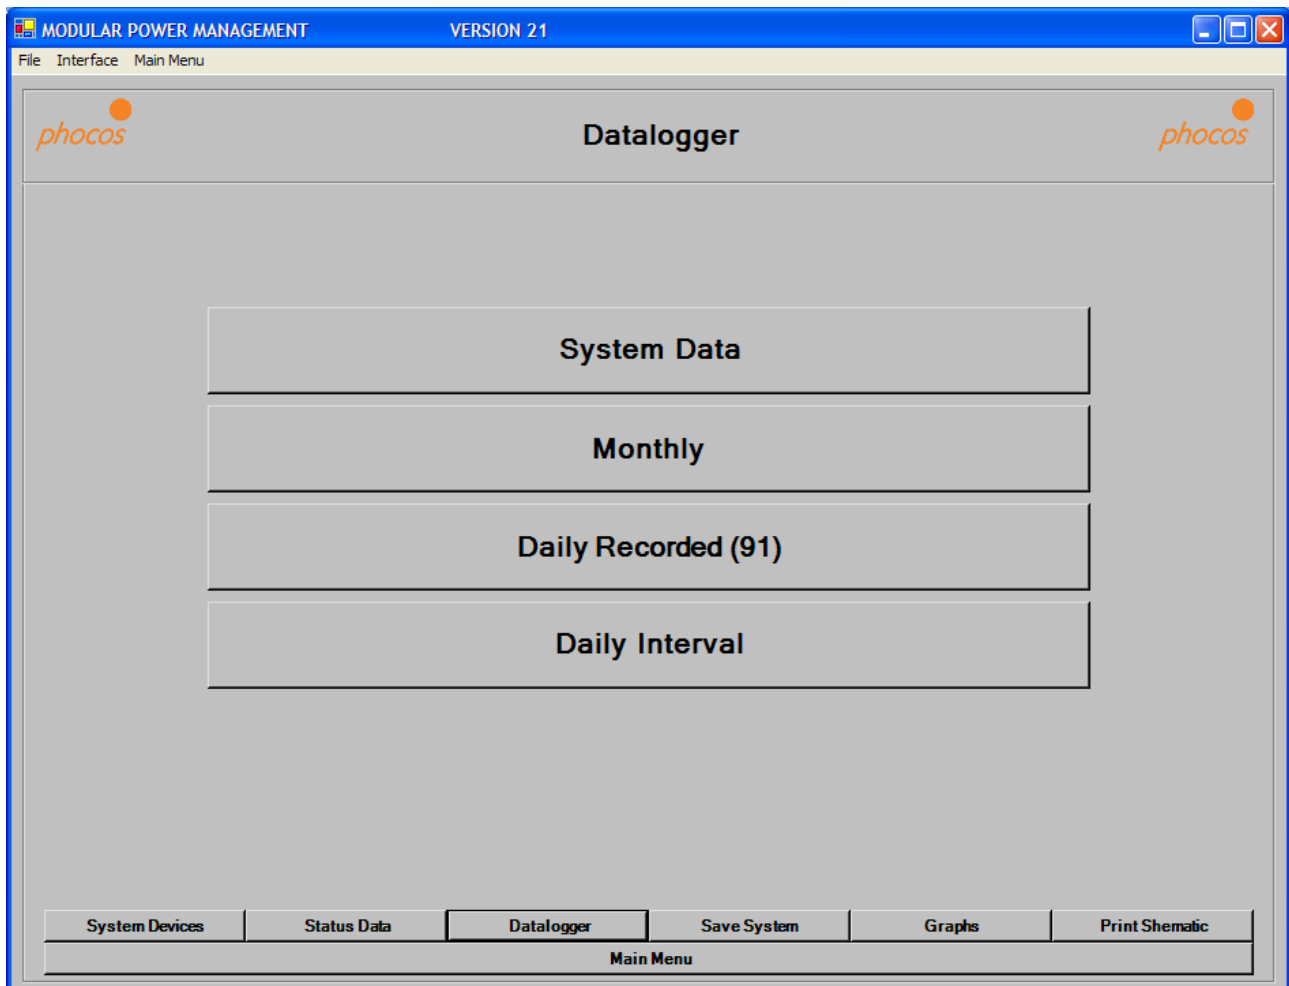 MODULAR POWER MANAGEMENT VERSION 21
File Interface Main Menu
phocos Datalogger phocos
System Data
Monthly
Daily Recorded (91)
Daily Interval
System Devices Status Data Datalogger Save System Graphs Print Shematic
Main Menu